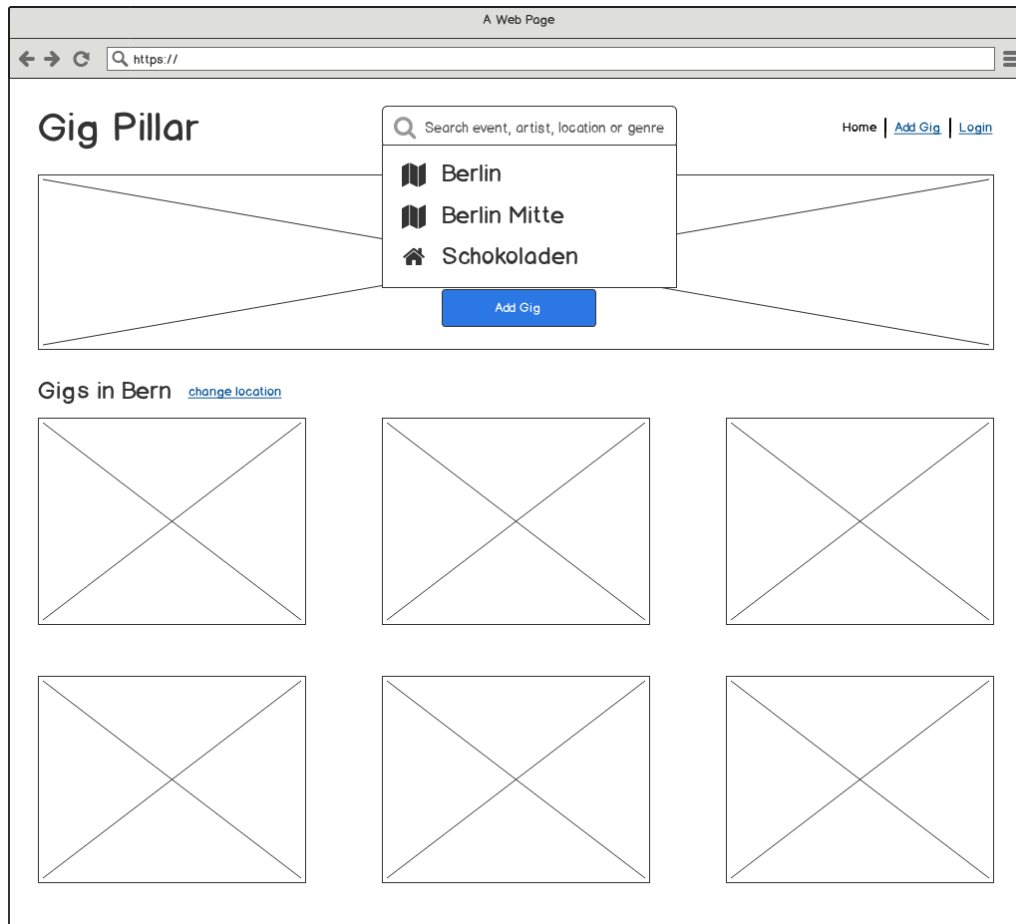 A Web Page
https://
Gig Pillar
Search event, artist, location or genre
Home | Add Gig | Login
Berlin
Berlin Mitte
Schokoladen
Add Gig
Gigs in Bern change location